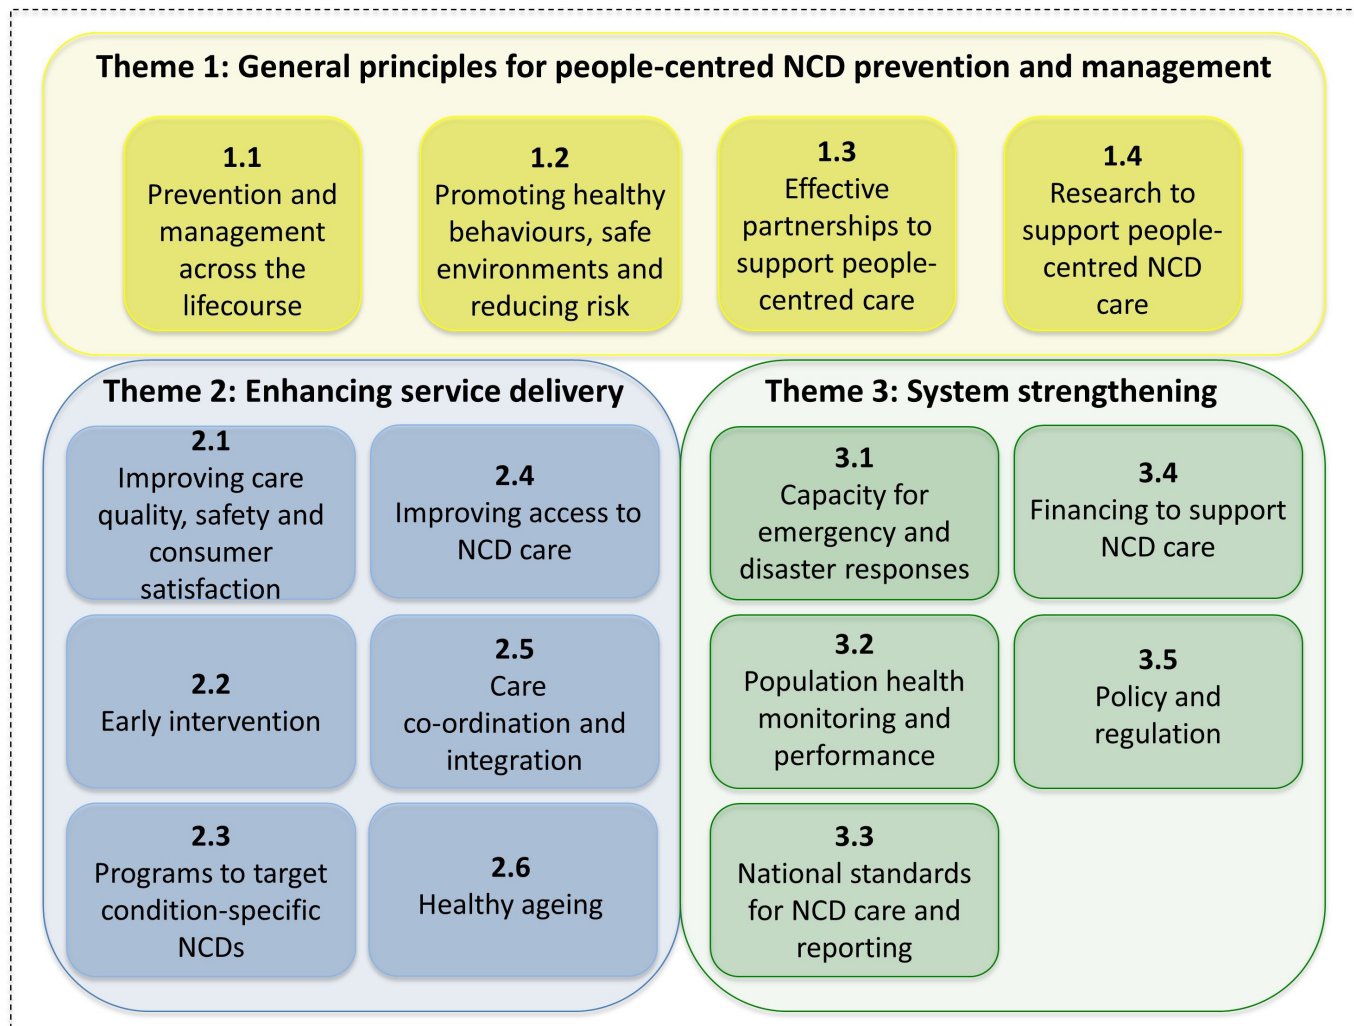 Theme 1: General principles for people-centred NCD prevention and management
1.1
Prevention and
management
across the
lifecourse
1.2
Promoting healthy
behaviours, safe
environments and
reducing risk
1.3
Effective
partnerships to
support people-
centred care
1.4
Research to
support people-
centred NCD
care
Theme 2: Enhancing service delivery
2.1
Improving care
quality, safety and
consumer
satisfaction
2.4
Improving access to
NCD care
2.2
Early intervention
2.5
Care
co-ordination and
integration
2.3
Programs to target
condition-specific
NCDs
2.6
Healthy ageing
Theme 3: System strengthening
3.1
Capacity for
emergency and
disaster responses
3.4
Financing to support
NCD care
3.2
Population health
monitoring and
performance
3.5
Policy and
regulation
3.3
National standards
for NCD care and
reporting